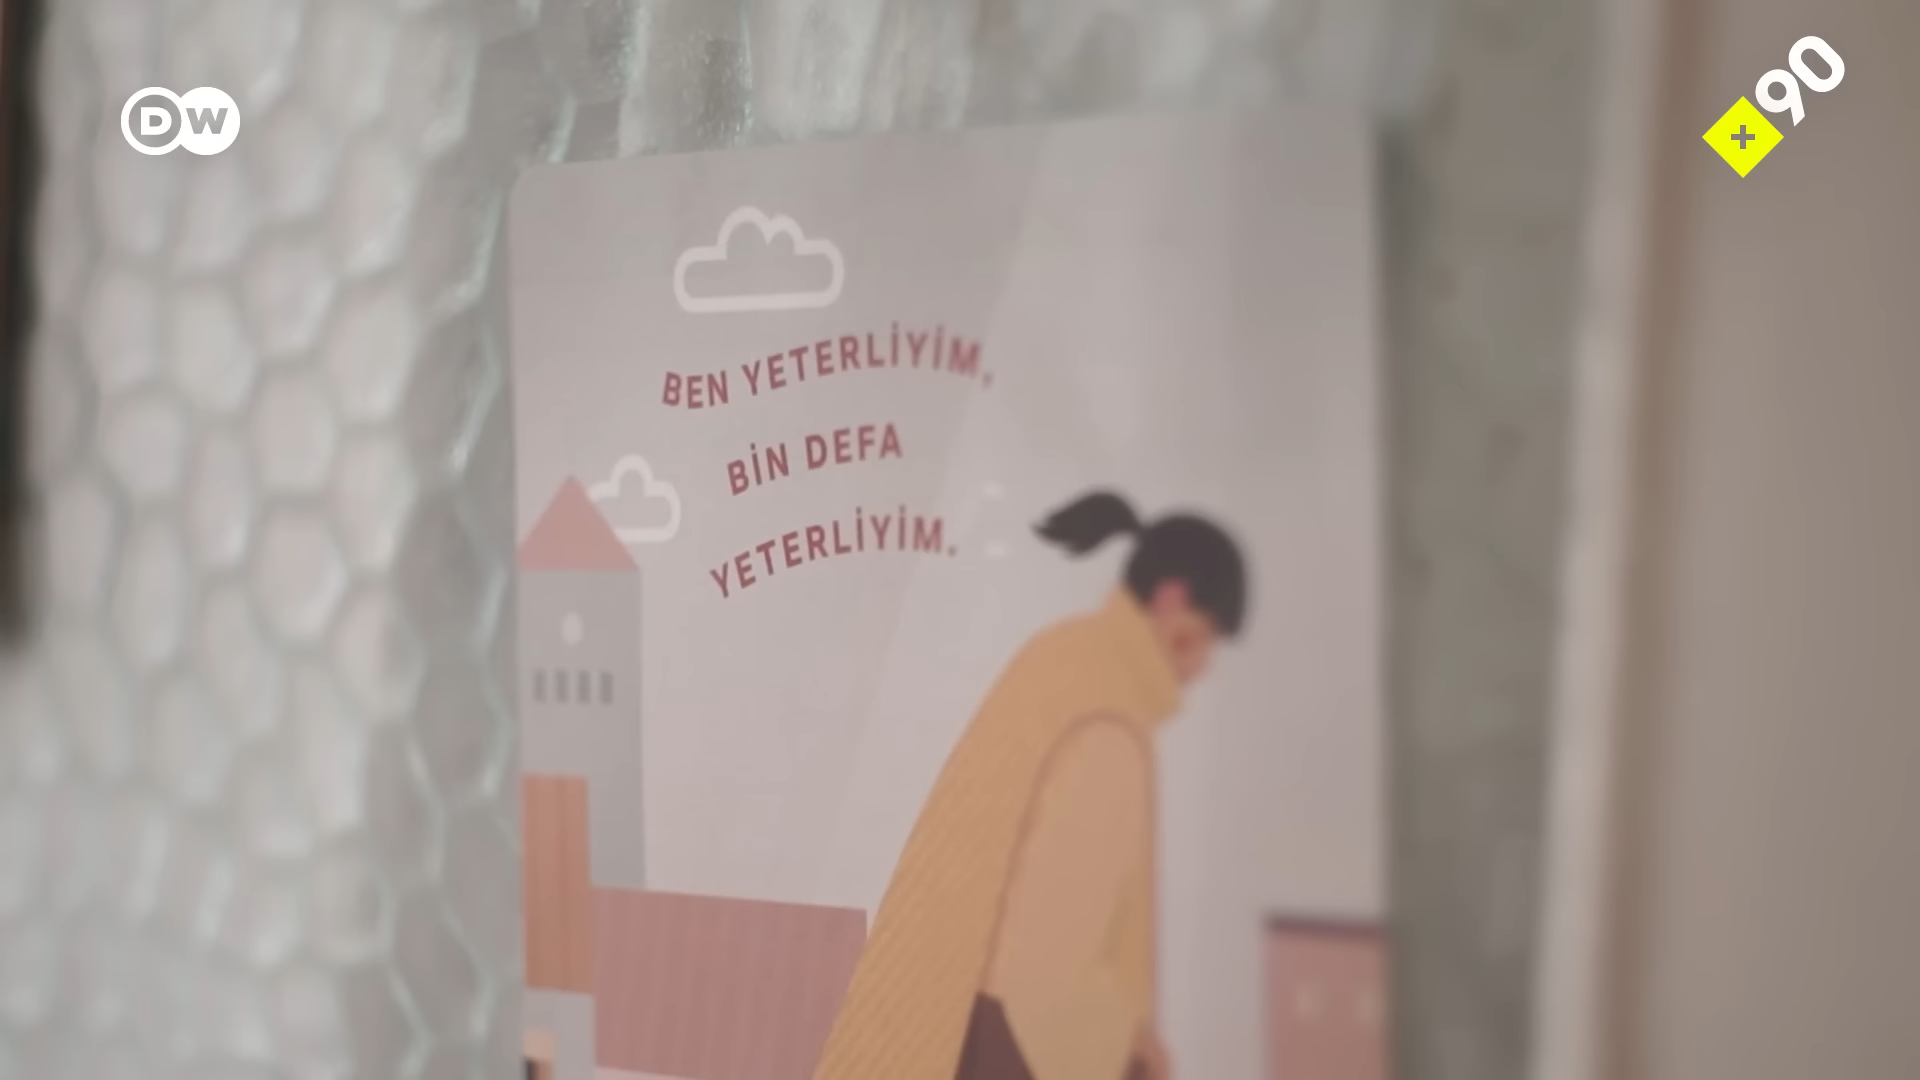 DW
+90
BEN YETERLİYİM,
BİN DEFA
YETERLİYİM.